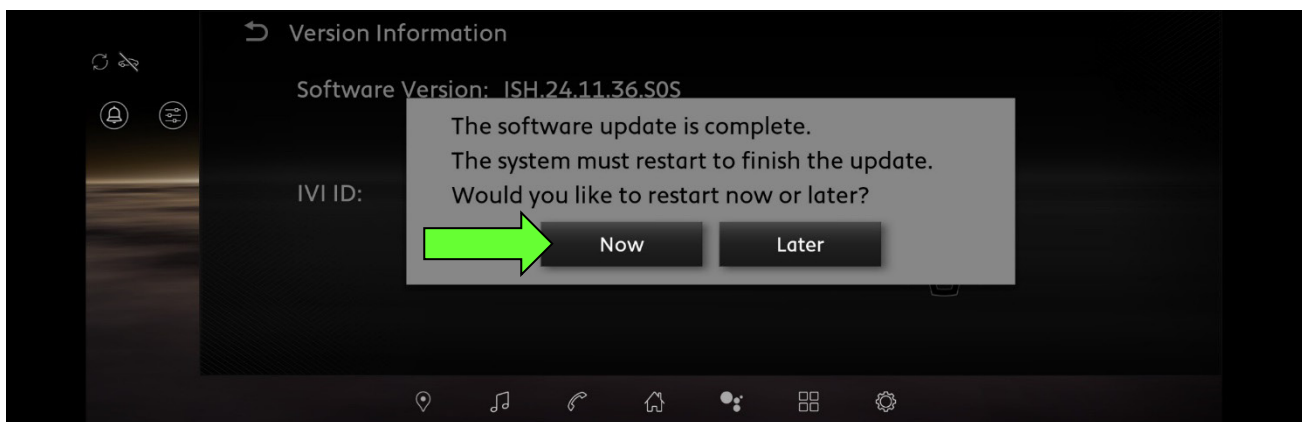 Version Information
Software Version: ISH.24.11.36.S0S
The software update is complete.
The system must restart to finish the update.
IVI ID:
Would you like to restart now or later?
Now
Later